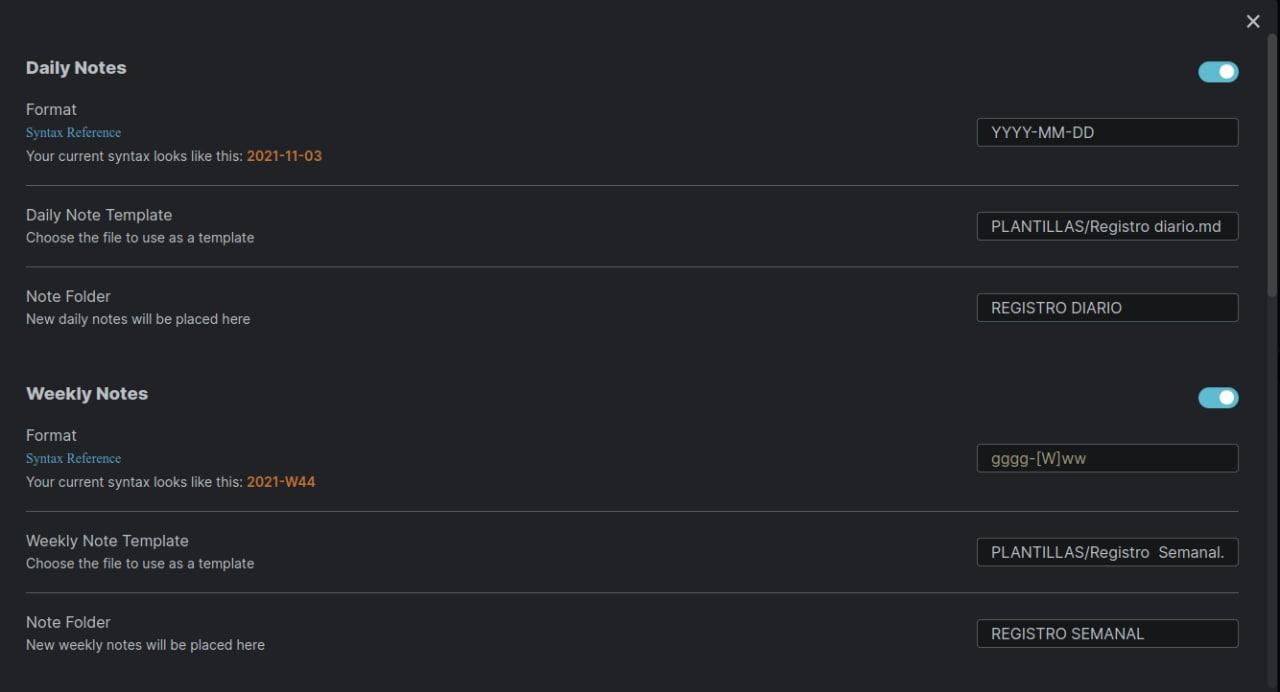 Daily Notes
Format
Syntax Reference
YYYY-MM-DD
Your current syntax looks like this: 2021-11-03
Daily Note Template
PLANTILLAS/Registro diario.md
Choose the file to use as a template
Note Folder
REGISTRO DIARIO
New daily notes will be placed here
Weekly Notes
Format
Syntax Reference
gggg-[W]ww
Your current syntax looks like this: 2021-W44
Weekly Note Template
PLANTILLAS/Registro  Semanal.
Choose the file to use as a template
Note Folder
REGISTRO SEMANAL
New weekly notes will be placed here